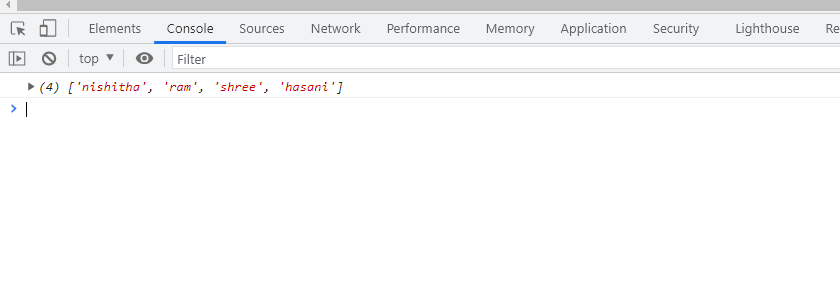 Elements Console Sources Network Performance Memory Application Security Lighthouse Re
top Filter
(4) ['nishitha', 'ram', 'shree', 'hasani']